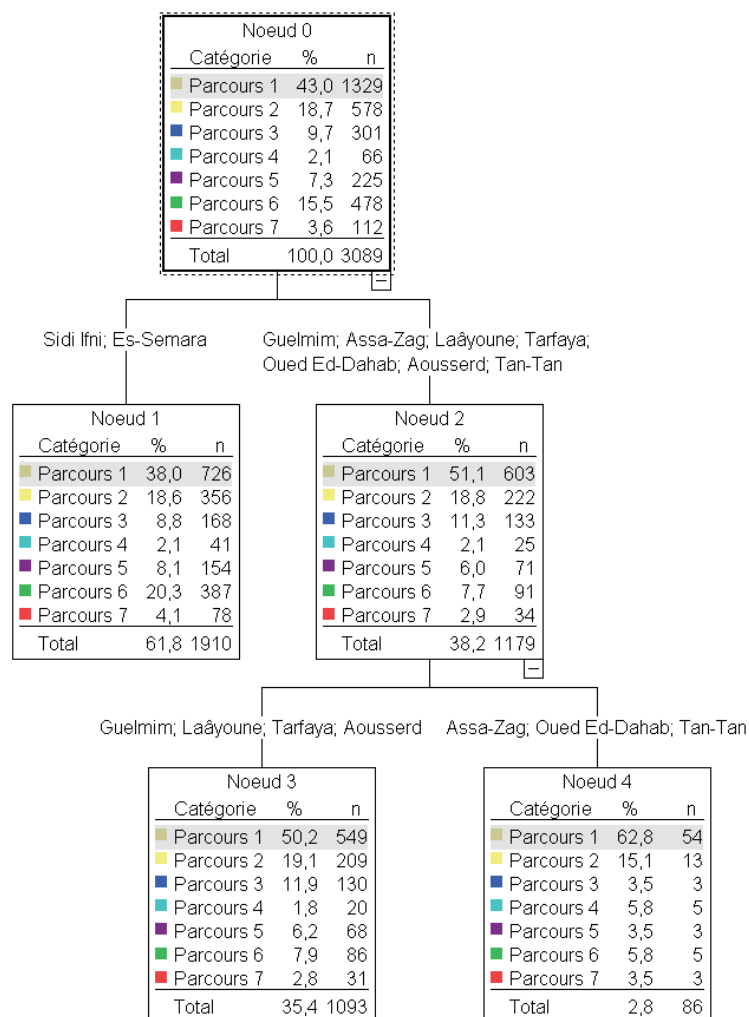 Noeud 0
Catégorie % n
Parcours 1 43,0 1329
Parcours 2 18,7 578
Parcours 3 9,7 301
Parcours 4 2,1 66
Parcours 5 7,3 225
Parcours 6 15,5 478
Parcours 7 3,6 112
Total 100,0 3089
Sidi Ifni; Es-Semara
Guelmim; Assa-Zag; Laâyoune; Tarfaya;
Oued Ed-Dahab; Aousserd; Tan-Tan
Noeud 1
Catégorie % n
Parcours 1 38,0 726
Parcours 2 18,6 356
Parcours 3 8,8 168
Parcours 4 2,1 41
Parcours 5 8,1 154
Parcours 6 20,3 387
Parcours 7 4,1 78
Total 61,8 1910
Noeud 2
Catégorie % n
Parcours 1 51,1 603
Parcours 2 18,8 222
Parcours 3 11,3 133
Parcours 4 2,1 25
Parcours 5 6,0 71
Parcours 6 7,7 91
Parcours 7 2,9 34
Total 38,2 1179
Guelmim; Laâyoune; Tarfaya; Aousserd
Assa-Zag; Oued Ed-Dahab; Tan-Tan
Noeud 3
Catégorie % n
Parcours 1 50,2 549
Parcours 2 19,1 209
Parcours 3 11,9 130
Parcours 4 1,8 20
Parcours 5 6,2 68
Parcours 6 7,9 86
Parcours 7 2,8 31
Total 35,4 1093
Noeud 4
Catégorie % n
Parcours 1 62,8 54
Parcours 2 15,1 13
Parcours 3 3,5 3
Parcours 4 5,8 5
Parcours 5 3,5 3
Parcours 6 5,8 5
Parcours 7 3,5 3
Total 2,8 86